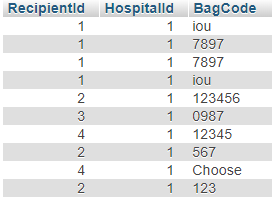 RecipientId HospitalId BagCode
1 1 iou
1 1 7897
1 1 7897
1 1 iou
2 1 123456
3 1 0987
4 1 12345
2 1 567
4 1 Choose
2 1 123